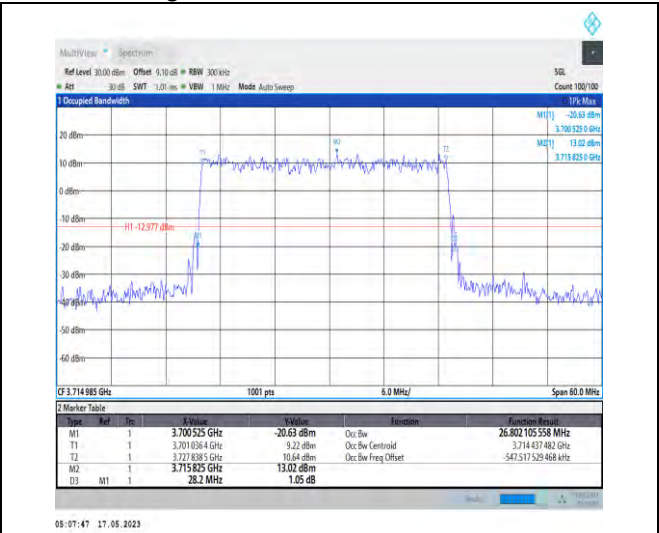 MultiView Spectrum
Ref Level 30.00 dBm Offset 9.10 dB RBW 300 kHz SGL
Att 30 dB SWT 1.01 ms VBW 1 MHz Mode Auto Sweep Count 100/100
1 Occupied Bandwidth 1Pk Max
M1[1] -20.63 dBm
3.700 525 0 GHz
M2[1] 13.02 dBm
3.715 825 0 GHz
20 dBm
T1 M2 T2
10 dBm
0 dBm
-10 dBm
H1 -12.977 dBm
M1
-20 dBm
-30 dBm
-40 dBm
-50 dBm
-60 dBm
CF 3.714 985 GHz 1001 pts 6.0 MHz/ Span 60.0 MHz
2 Marker Table
Type Ref Trc X-Value Y-Value Function Function Result
M1 1 3.700 525 GHz -20.63 dBm Occ Bw 26.802 105 558 MHz
T1 1 3.701 036 4 GHz 9.22 dBm Occ Bw Centroid 3.714 437 482 GHz
T2 1 3.727 838 5 GHz 10.64 dBm Occ Bw Freq Offset -547.517 529 468 kHz
M2 1 3.715 825 GHz 13.02 dBm
D3 M1 1 28.2 MHz 1.05 dB
05:07:47 17.05.2023